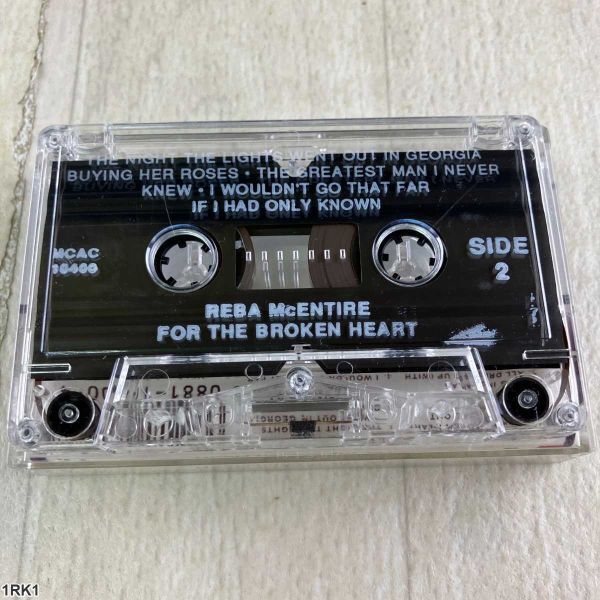 THE NIGHT THE LIGHTS WENT OUT IN GEORGIA
BUYING HER ROSES • THE GREATEST MAN I NEVER
KNEW • I WOULDN'T GO THAT FAR
IF I HAD ONLY KNOWN
MCAC
SIDE
2
REBA McENTIRE
FOR THE BROKEN HEART
0881
1RK1